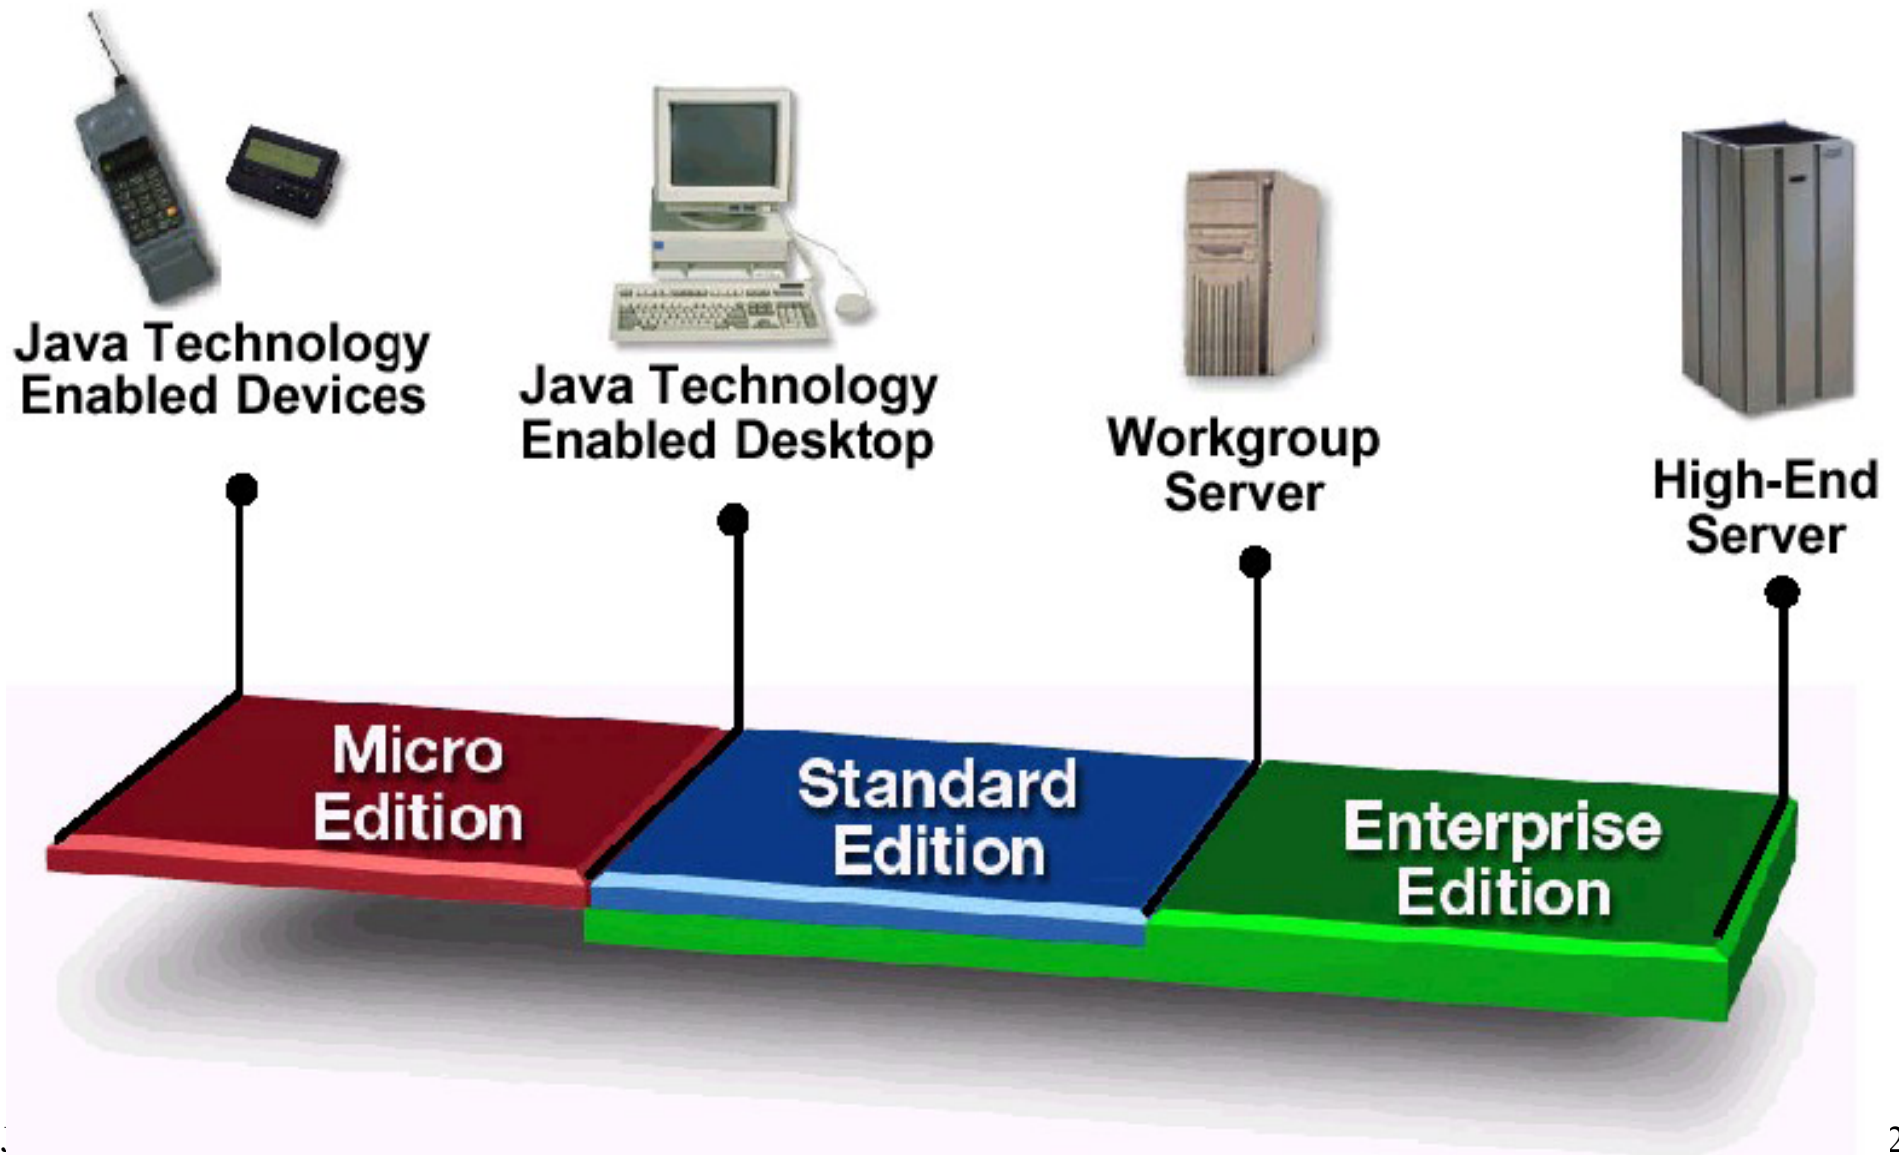 Java Technology
Enabled Devices
Java Technology
Enabled Desktop
Workgroup
Server
High-End
Server
Micro
Edition
Standard
Edition
Enterprise
Edition
2